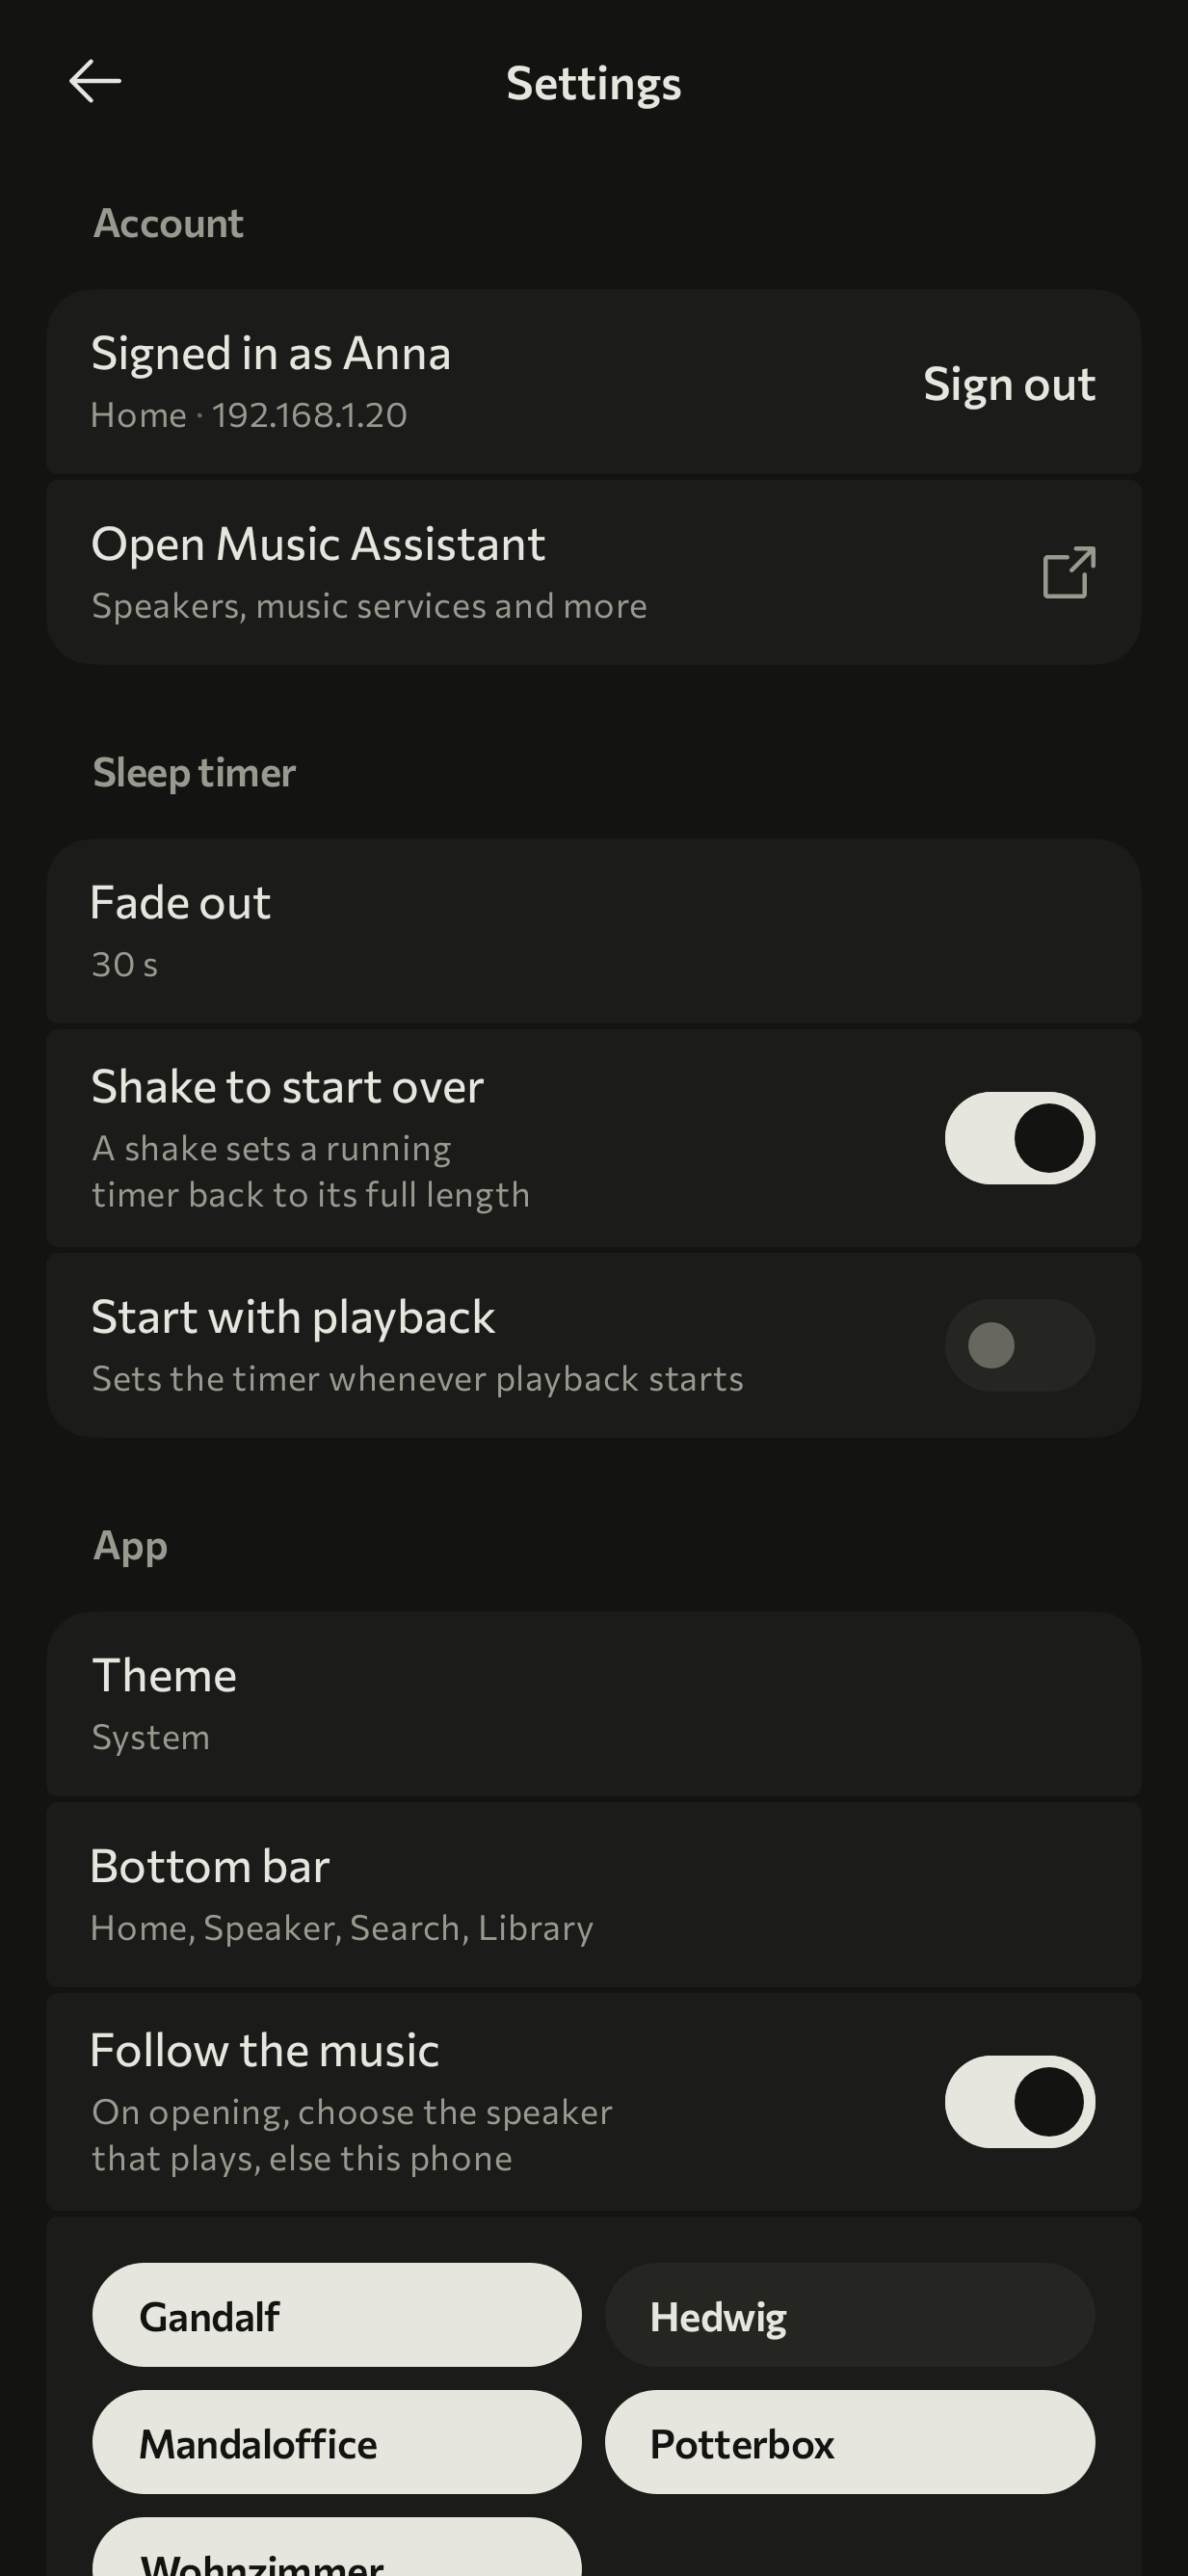 Settings
Account
Signed in as Anna
Home · 192.168.1.20
Sign out
Open Music Assistant
Speakers, music services and more
Sleep timer
Fade out
30 s
Shake to start over
A shake sets a running
timer back to its full length
Start with playback
Sets the timer whenever playback starts
App
Theme
System
Bottom bar
Home, Speaker, Search, Library
Follow the music
On opening, choose the speaker
that plays, else this phone
Gandalf
Hedwig
Mandaloffice
Potterbox
Wohnzimmer